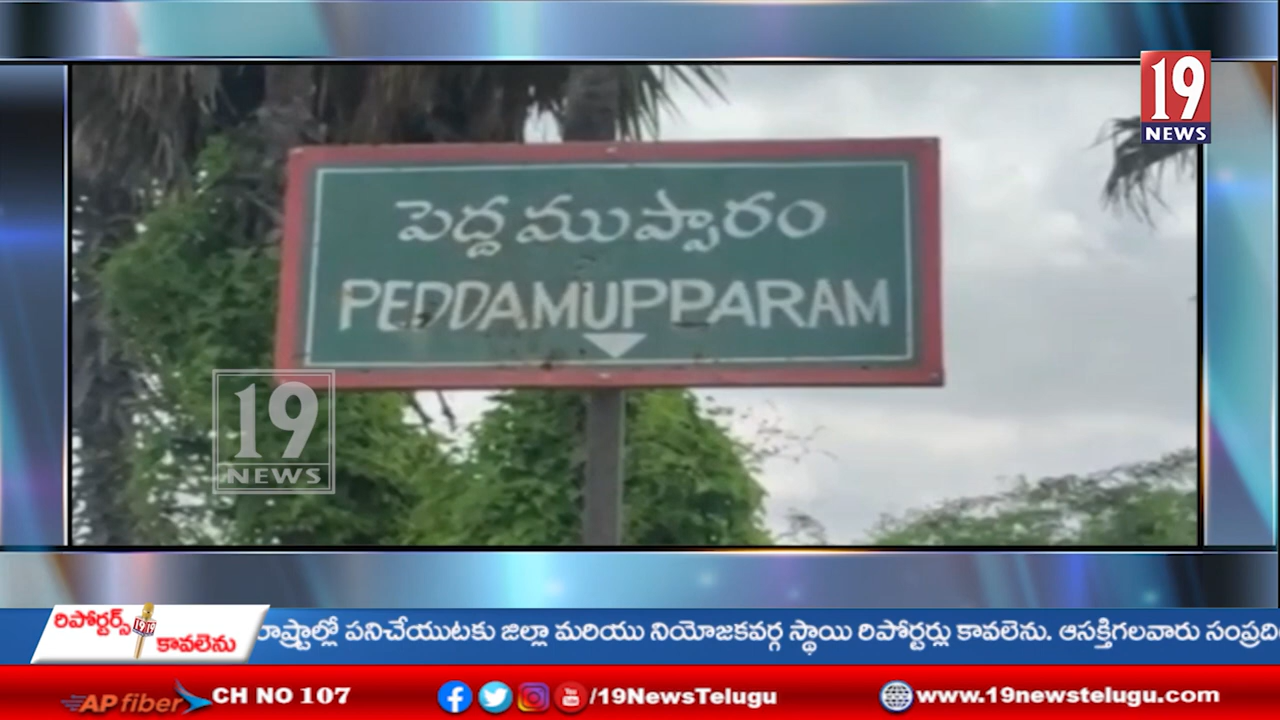 19
NEWS
పెద్దముప్పారం
PEDDAMUPPARAM
19
NEWS
రిపోర్టర్స్
కావలెను
పనిచేయుటకు జిల్లా మరియు నియోజకవర్గ స్థాయి రిపోర్టర్లు కావలెను. ఆసక్తిగలవారు
AP fiber CH NO 107 /19NewsTelugu www.19newstelugu.com